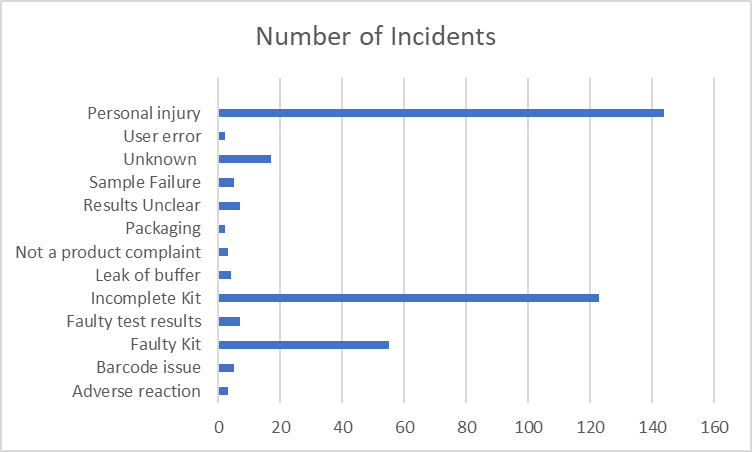 Number of Incidents
Personal injury
User error
Unknown
Sample Failure
Results Unclear
Packaging
Not a product complaint
Leak of buffer
Incomplete Kit
Faulty test results
Faulty Kit
Barcode issue
Adverse reaction
0 20 40 60 80 100 120 140 160